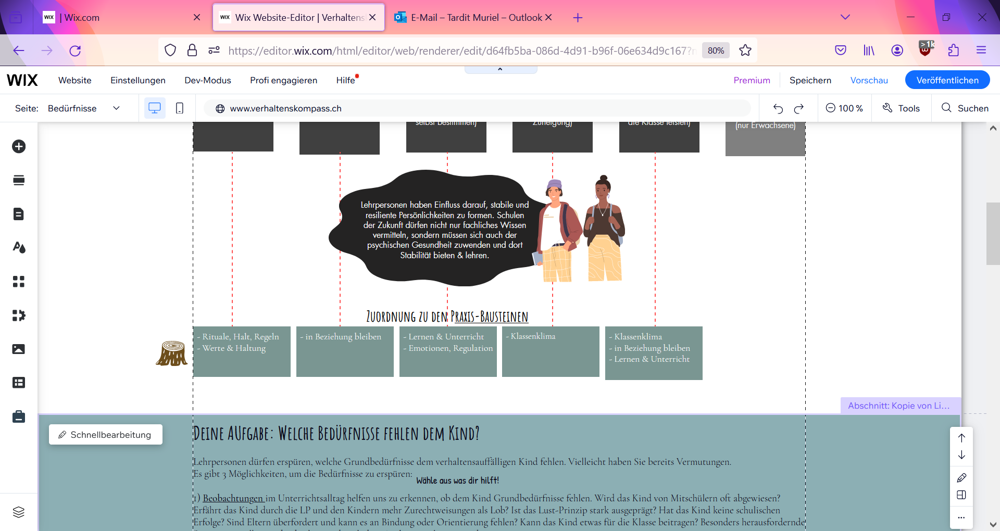 WIX | Wix.com
WIX Wix Website-Editor | Verhaltens
E-Mail – Tardit Muriel – Outlook
https://editor.wix.com/html/editor/web/renderer/edit/d64fb5ba-086d-4d91-b96f-06e634d9c167?
80%
>1k
WIX
Website
Einstellungen
Dev-Modus
Profi engagieren
Hilfe
Premium
Speichern
Vorschau
Veröffentlichen
Seite: Bedürfnisse
www.verhaltenskompass.ch
100 %
Tools
Suchen
selbst bestimmen)
Zuneigung)
die Klasse leisten)
(nur Erwachsene)
Lehrpersonen haben Einfluss darauf, stabile und
resiliente Persönlichkeiten zu formen. Schulen
der Zukunft dürfen nicht nur fachliches Wissen
vermitteln, sondern müssen sich auch der
psychischen Gesundheit zuwenden und dort
Stabilität bieten & lehren.
Zuordnung zu den Praxis-Bausteinen
- Rituale, Halt, Regeln
- Werte & Haltung
- in Beziehung bleiben
- Lernen & Unterricht
- Emotionen, Regulation
- Klassenklima
- Klassenklima
- in Beziehung bleiben
- Lernen & Unterricht
Abschnitt: Kopie von Li...
Schnellbearbeitung
Deine AUfgabe: Welche Bedürfnisse fehlen dem Kind?
Lehrpersonen dürfen erspüren, welche Grundbedürfnisse dem verhaltensauffälligen Kind fehlen. Vielleicht haben Sie bereits Vermutungen.
Es gibt 3 Möglichkeiten, um die Bedürfnisse zu erspüren:
Wähle aus was dir hilft!
1) Beobachtungen im Unterrichtsalltag helfen uns zu erkennen, ob dem Kind Grundbedürfnisse fehlen. Wird das Kind von Mitschülern oft abgewiesen?
Erfährt das Kind durch die LP und den Kindern mehr Zurechtweisungen als Lob? Ist das Lust-Prinzip stark ausgeprägt? Hat das Kind keine schulischen
Erfolge? Sind Eltern überfordert und kann es an Bindung oder Orientierung fehlen? Kann das Kind etwas für die Klasse beitragen? Besonders herausfordernde